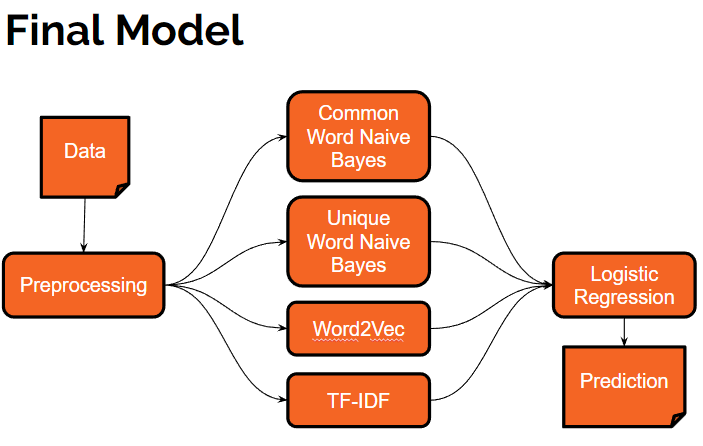 Final Model
Data
Preprocessing
Common
Word Naive
Bayes
Unique
Word Naive
Bayes
Word2Vec
TF-IDF
Logistic
Regression
Prediction